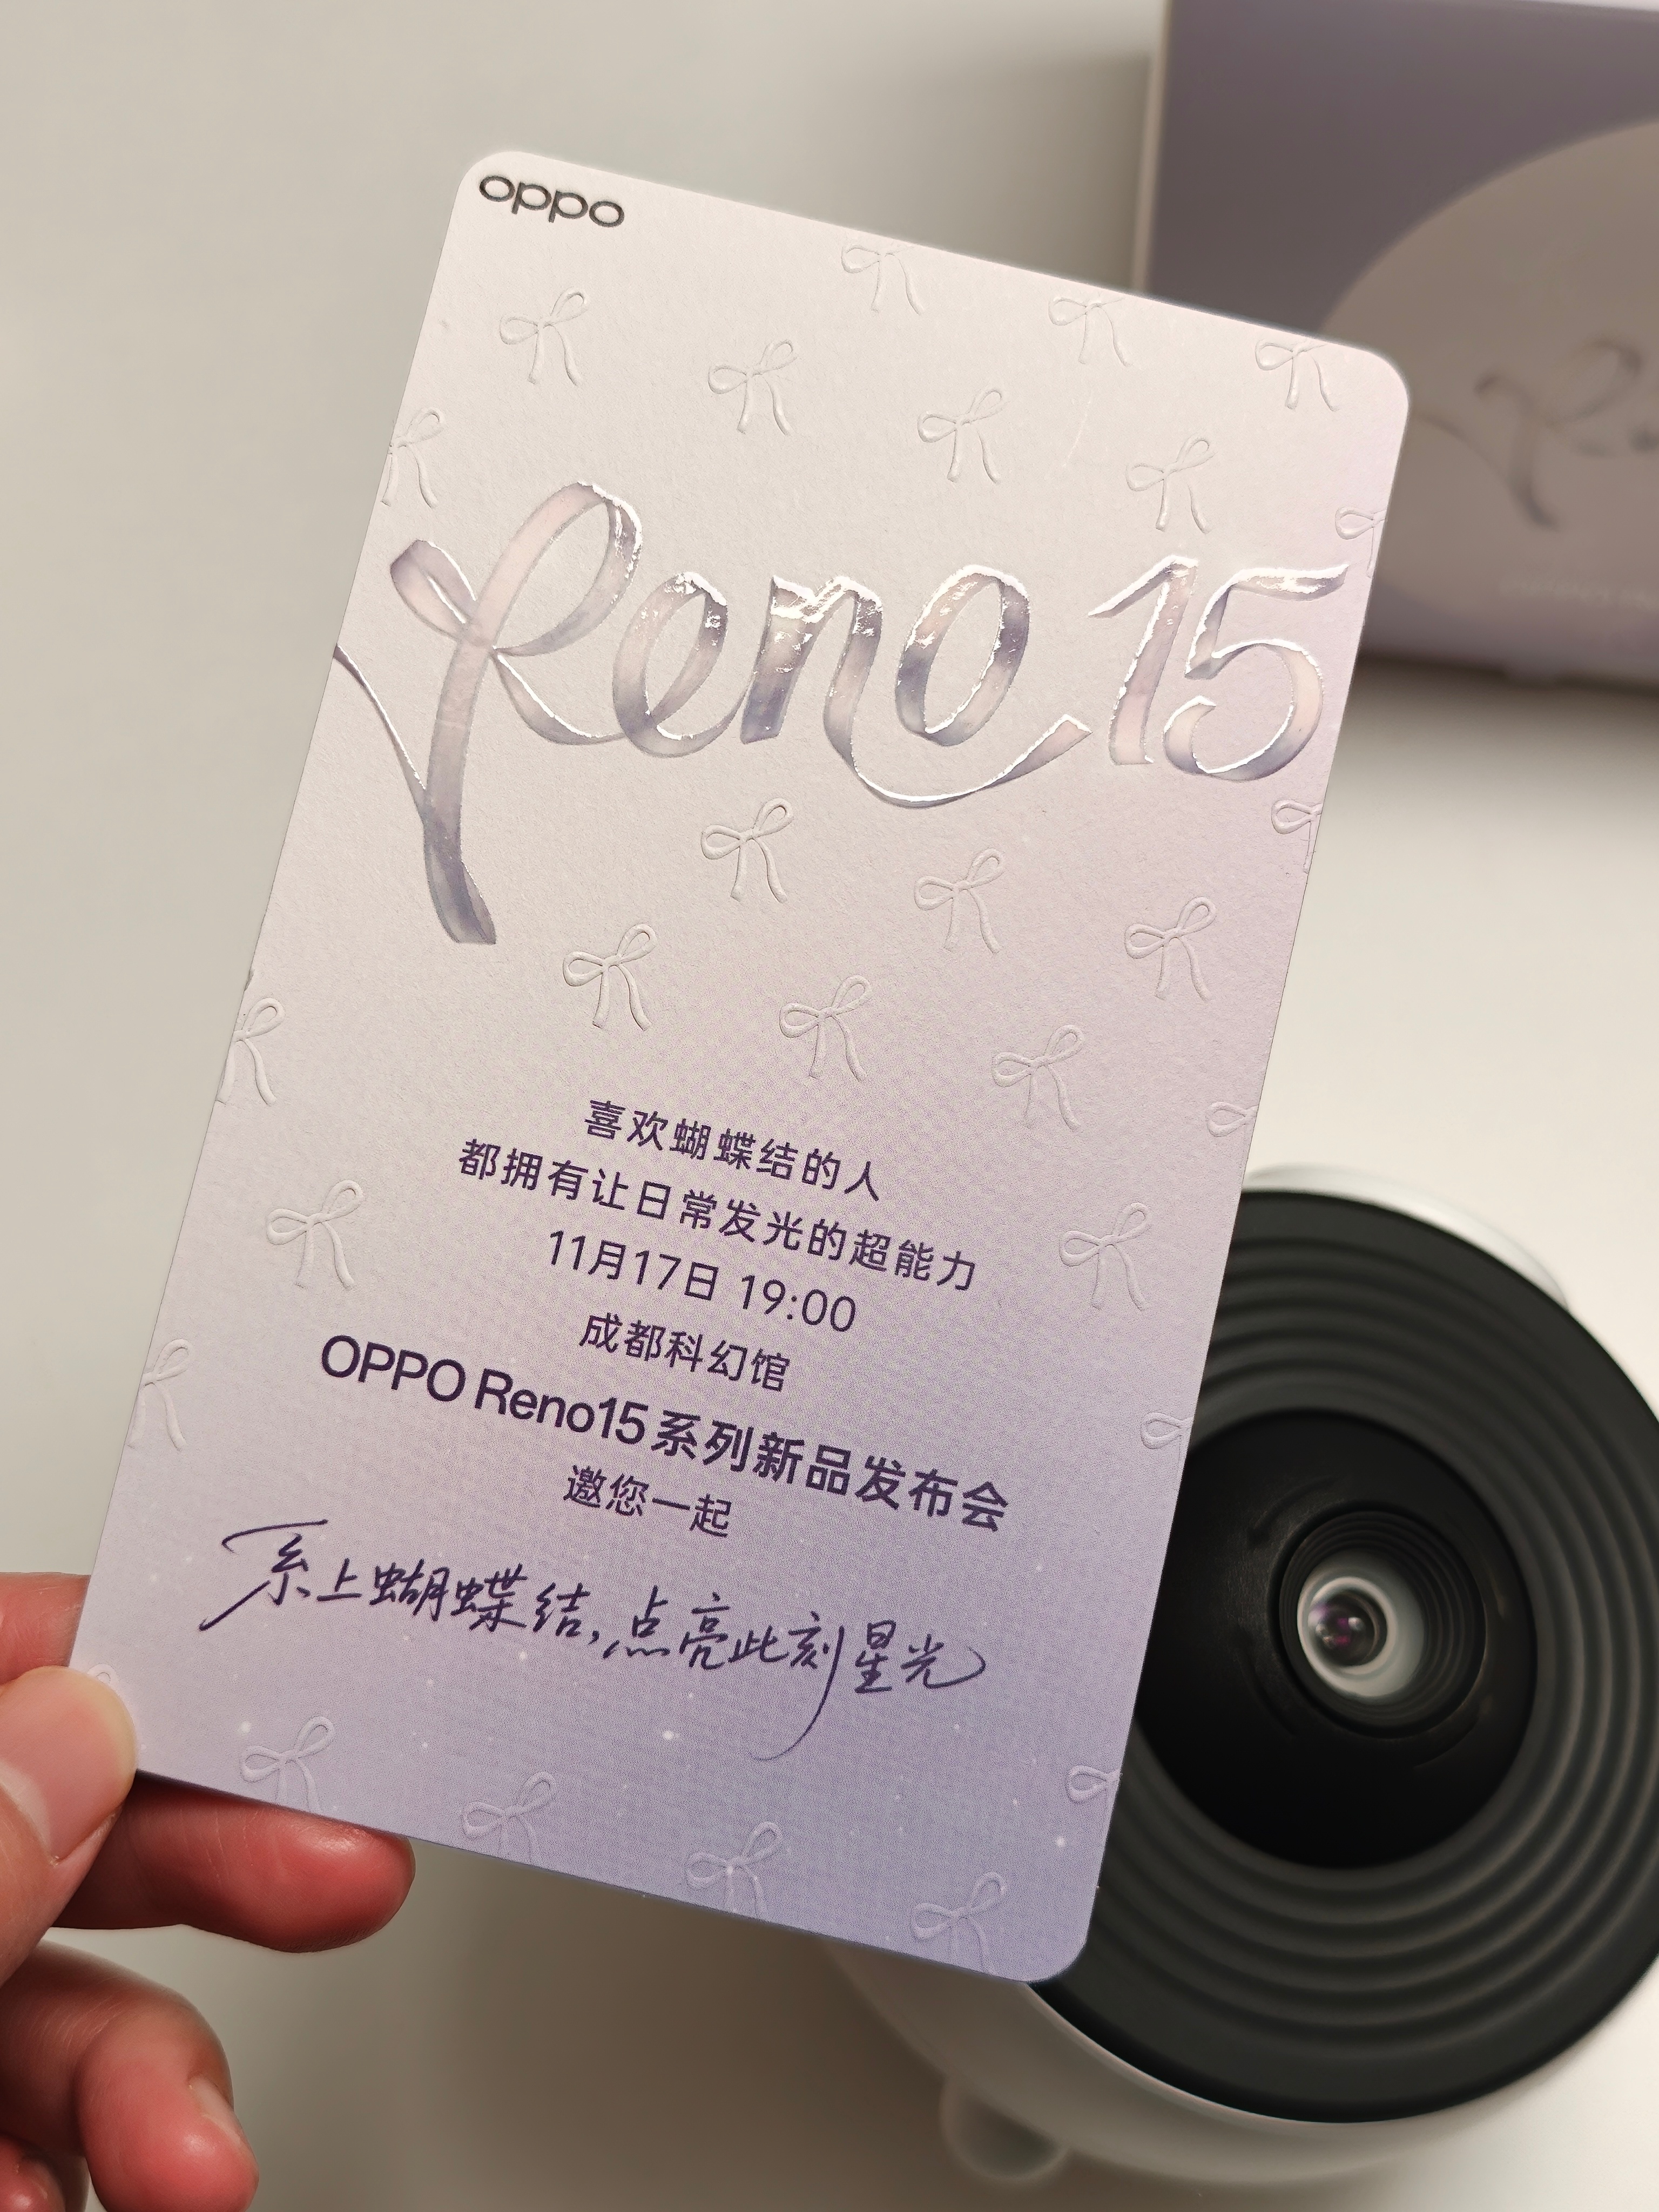 oppo
Reno 15
喜欢蝴蝶结的人
都拥有让日常发光的超能力
11月17日 19:00
成都科幻馆
OPPO Reno15系列新品发布会
邀您一起
系上蝴蝶结,点亮此刻星光